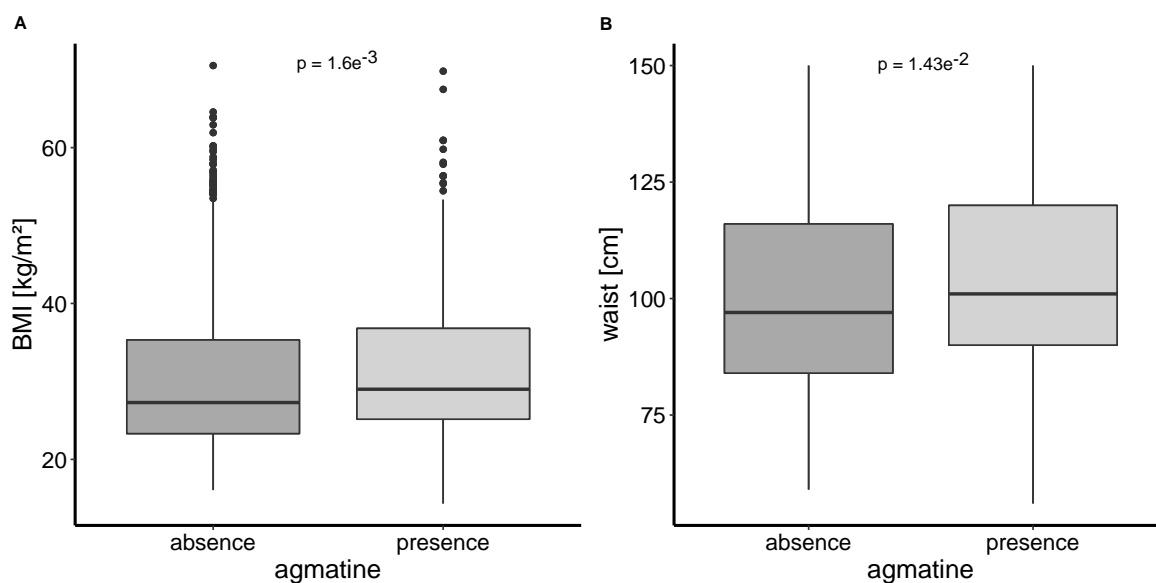 A
p = 1.6e-3
BMI [kg/m²]
60
40
20
absence presence
agmatine
B
p = 1.43e-2
waist [cm]
150
125
100
75
absence presence
agmatine